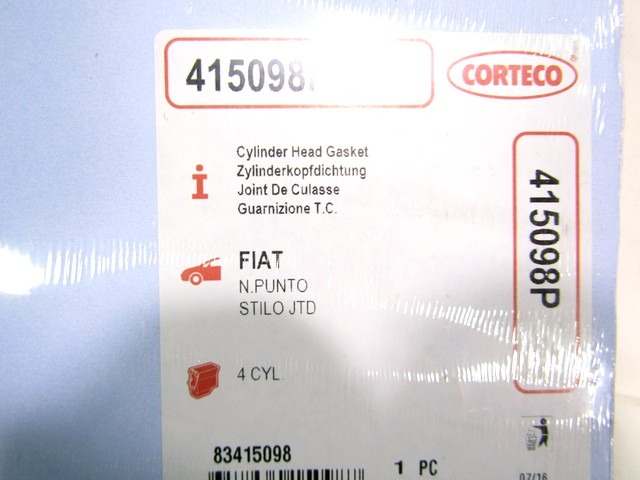 415098P
CORTECO
Cylinder Head Gasket
Zylinderkopfdichtung
Joint De Culasse
Guarnizione T.C.
FIAT
N.PUNTO
STILO JTD
4 CYL.
415098P
83415098
1 PC
07/16